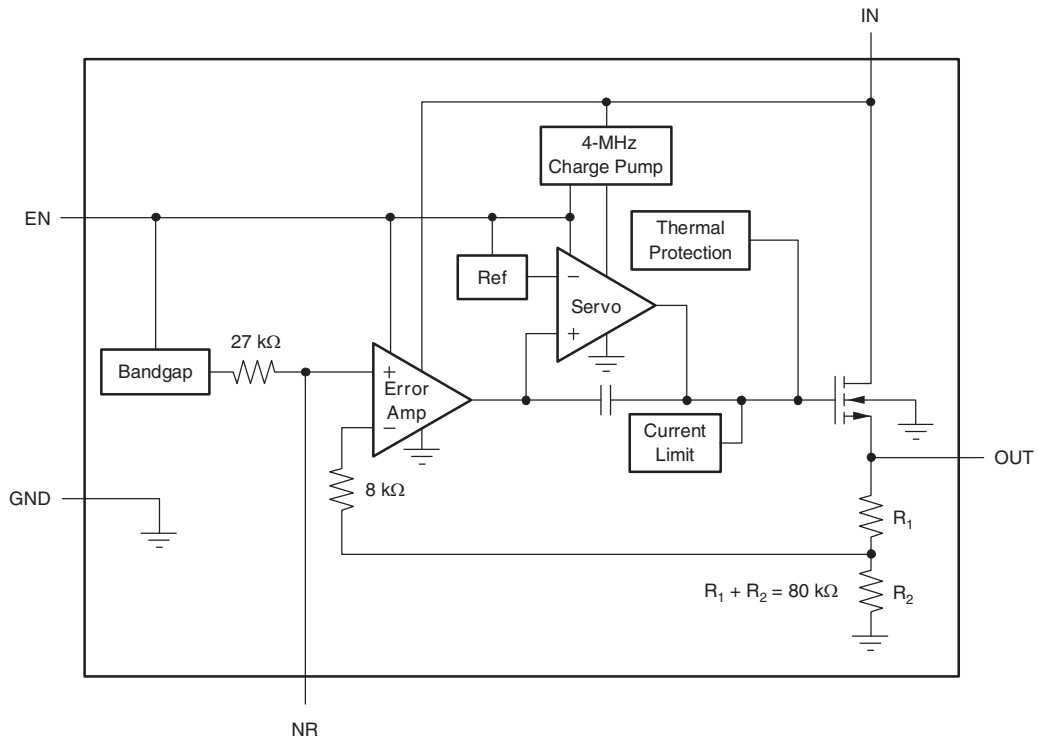 IN
4-MHz
Charge Pump
EN
Thermal
Protection
Ref
−
Servo
+
27 kΩ
Bandgap
+
Error
Amp
−
Current
Limit
OUT
8 kΩ
GND
R1
R1 + R2 = 80 kΩ
R2
NR